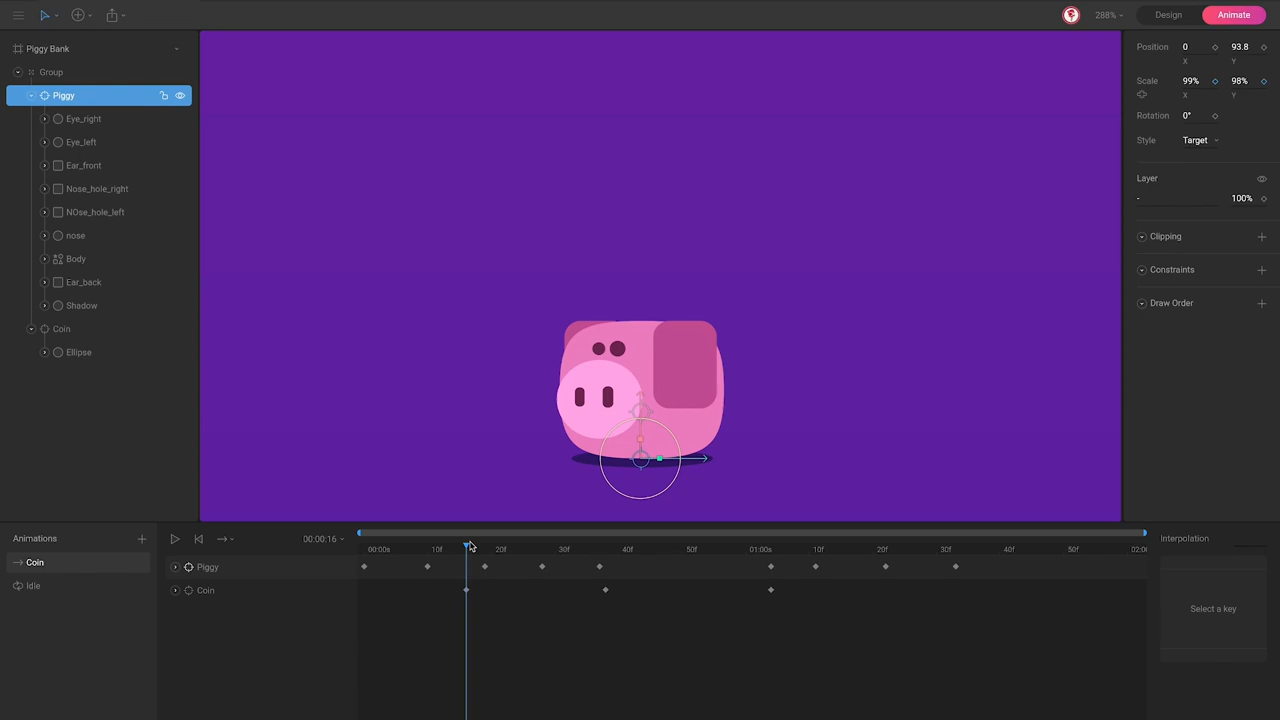 288% Design Animate
Piggy Bank
Group
Piggy
Eye_right
Eye_left
Ear_front
Nose_hole_right
NOse_hole_left
nose
Body
Ear_back
Shadow
Coin
Ellipse
Position 0 93.8
X Y
Scale 99% 98%
X Y
Rotation 0°
Style Target
Layer
- 100%
Clipping
Constraints
Draw Order
Animations
Coin
Idle
00:00:16
00:00s 10f 20f 30f 40f 50f 01:00s 10f 20f 30f 40f 50f 02:0
Piggy
Coin
Interpolation
Select a key